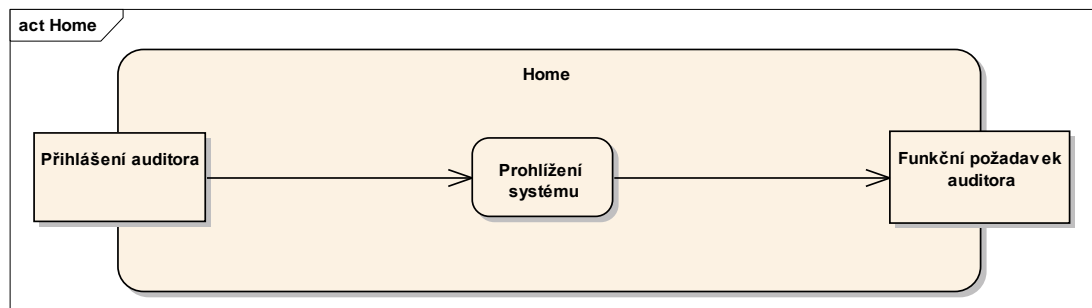 act Home
Home
Přihlášení auditora
Prohlížení
systému
Funkční požadavek
auditora